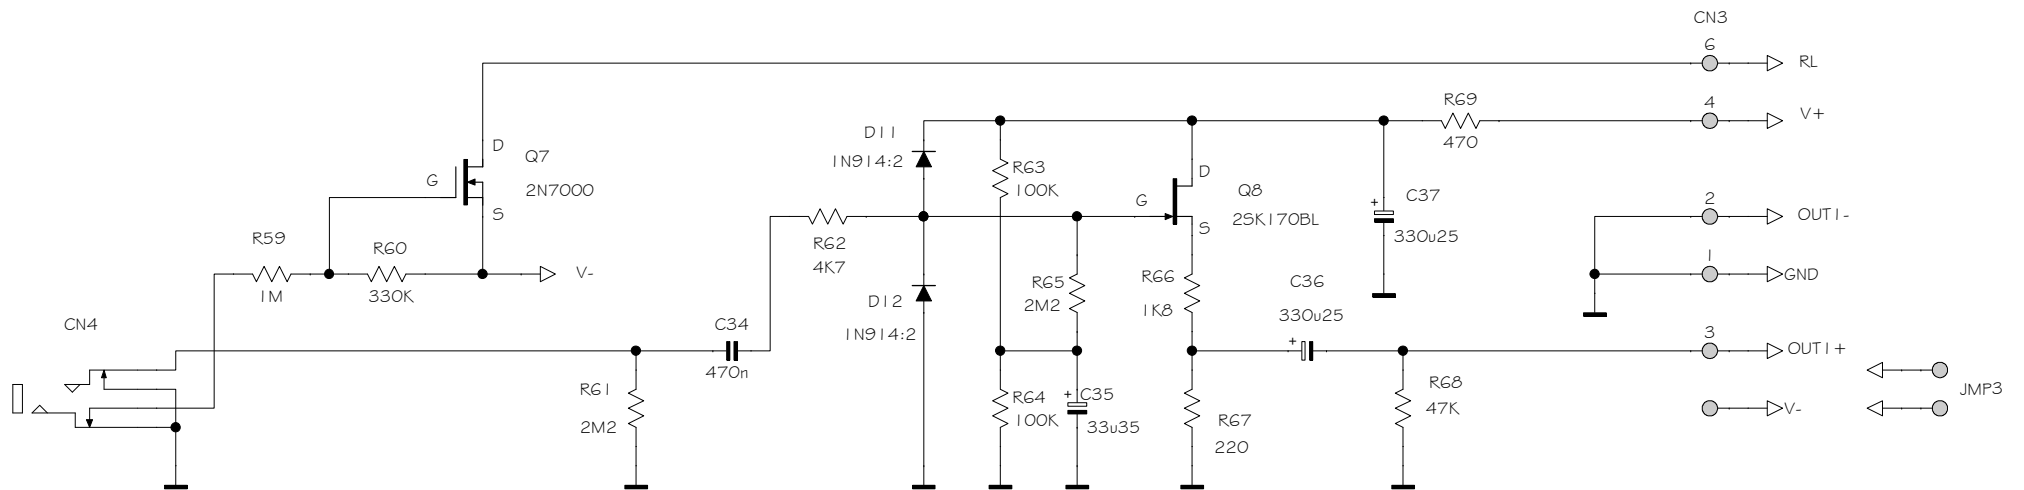 CN3
6
RL
R69
4
V+
470
D11
1N914:2
D
Q7
G
2N7000
S
R63
100K
D
G
Q8
S
2SK170BL
C37
+
330u25
2
OUT1-
R59
R60
V-
1M
330K
R62
4K7
D12
1N914:2
R65
2M2
R66
1K8
C36
330u25
+
1
GND
CN4
C34
470n
3
OUT1+
R61
2M2
R64
100K
+
C35
33u35
R67
220
R68
47K
V-
JMP3